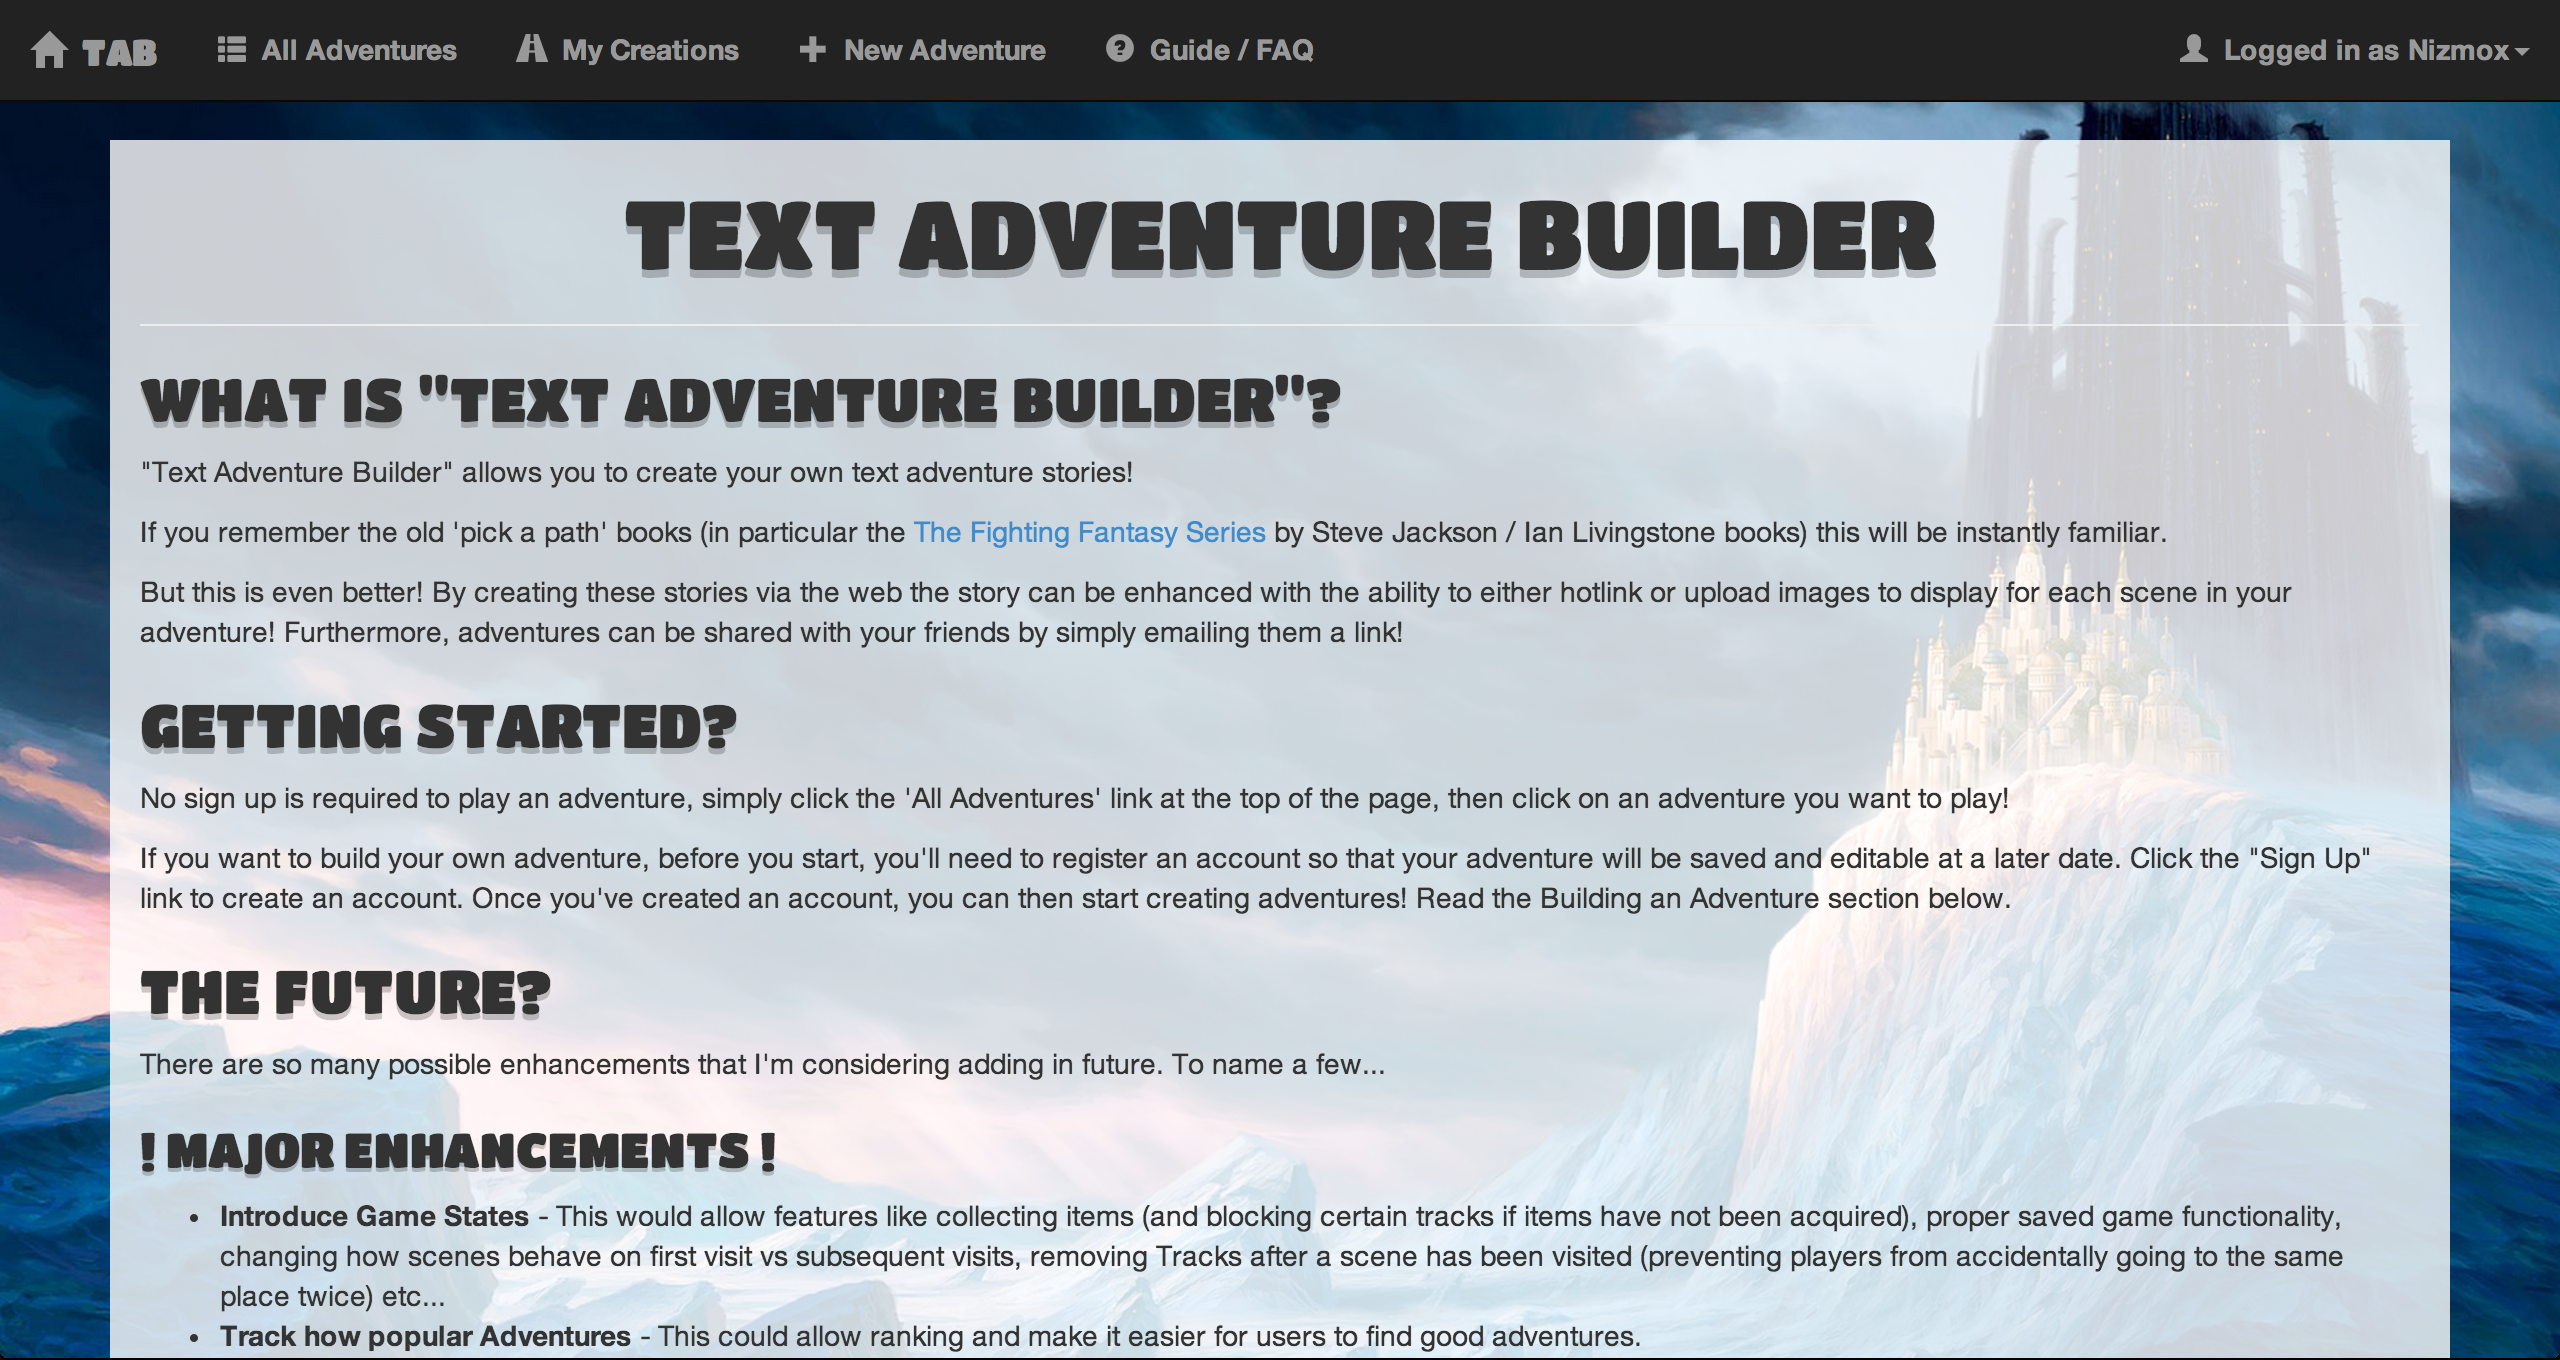 TAB All Adventures My Creations New Adventure Guide / FAQ Logged in as Nizmox
TEXT ADVENTURE BUILDER
WHAT IS "TEXT ADVENTURE BUILDER"?
"Text Adventure Builder" allows you to create your own text adventure stories!
If you remember the old 'pick a path' books (in particular the The Fighting Fantasy Series by Steve Jackson / Ian Livingstone books) this will be instantly familiar.
But this is even better! By creating these stories via the web the story can be enhanced with the ability to either hotlink or upload images to display for each scene in your
adventure! Furthermore, adventures can be shared with your friends by simply emailing them a link!
GETTING STARTED?
No sign up is required to play an adventure, simply click the 'All Adventures' link at the top of the page, then click on an adventure you want to play!
If you want to build your own adventure, before you start, you'll need to register an account so that your adventure will be saved and editable at a later date. Click the "Sign Up"
link to create an account. Once you've created an account, you can then start creating adventures! Read the Building an Adventure section below.
THE FUTURE?
There are so many possible enhancements that I'm considering adding in future. To name a few...
! MAJOR ENHANCEMENTS !
• Introduce Game States - This would allow features like collecting items (and blocking certain tracks if items have not been acquired), proper saved game functionality,
changing how scenes behave on first visit vs subsequent visits, removing Tracks after a scene has been visited (preventing players from accidentally going to the same
place twice) etc...
• Track how popular Adventures - This could allow ranking and make it easier for users to find good adventures.